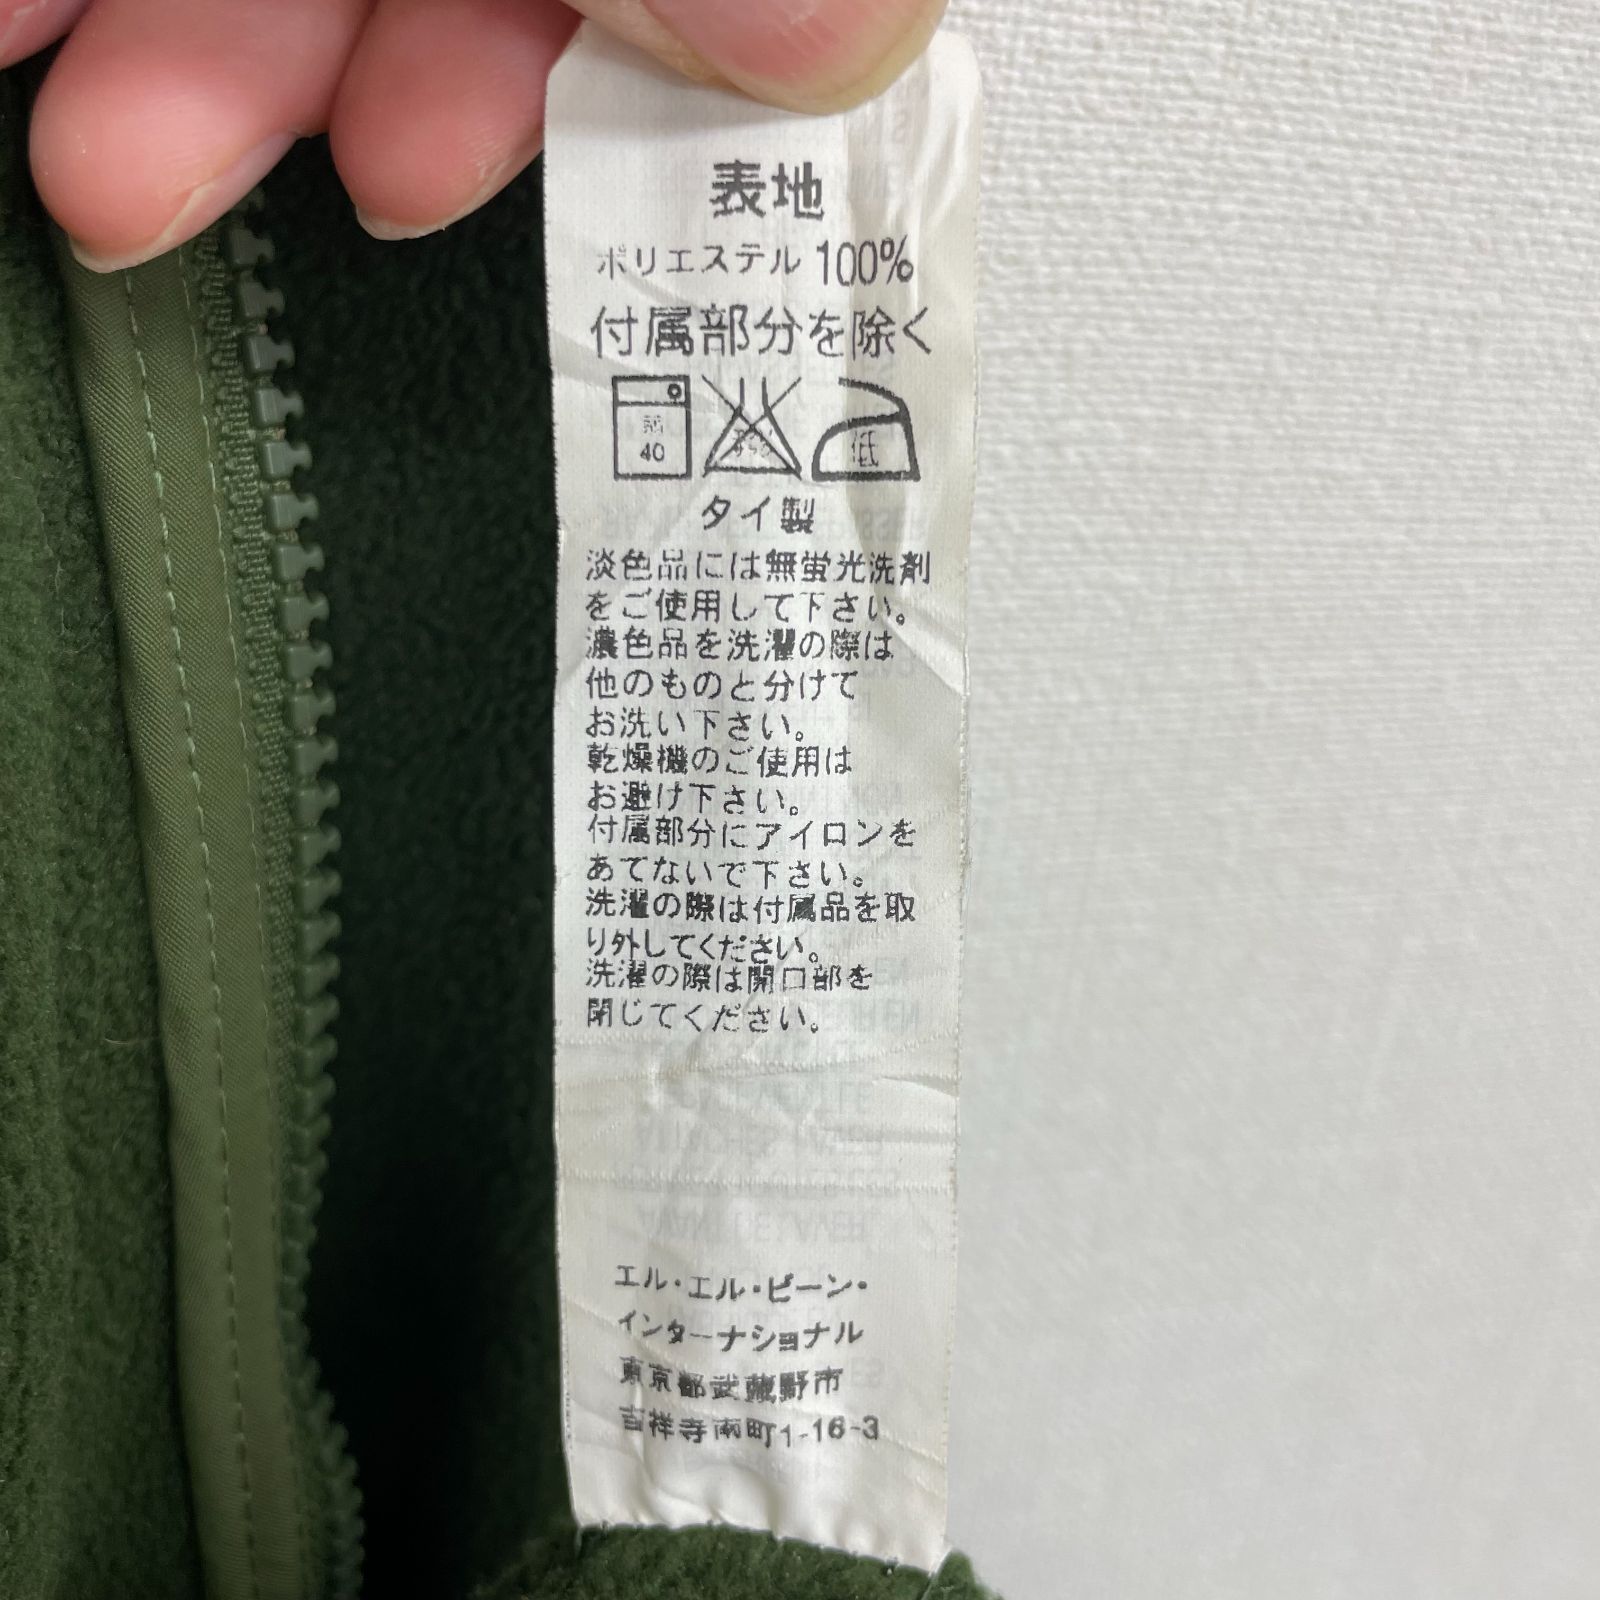 表地
ポリエステル 100%
付属部分を除く
40
低
タイ製
淡色品には無蛍光洗剤
をご使用して下さい。
濃色品を洗濯の際は
他のものと分けて
お洗い下さい。
乾燥機のご使用は
お避け下さい。
付属部分にアイロンを
あてないで下さい。
洗濯の際は付属品を取
り外してください。
洗濯の際は開口部を
閉じてください。
エル・エル・ビーン・
インターナショナル
東京都武蔵野市
吉祥寺南町1-16-3